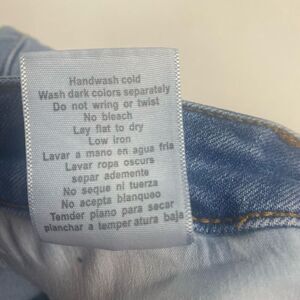 Handwash cold
Wash dark colors separately
Do not wring or twist
No bleach
Lay flat to dry
Low iron
Lavar a mano en agua fria
Lavar ropa oscurs
separ ademente
No seque ni tuerza
No acepta blanqueo
Tender piano para secar
planchar a temper atura baja